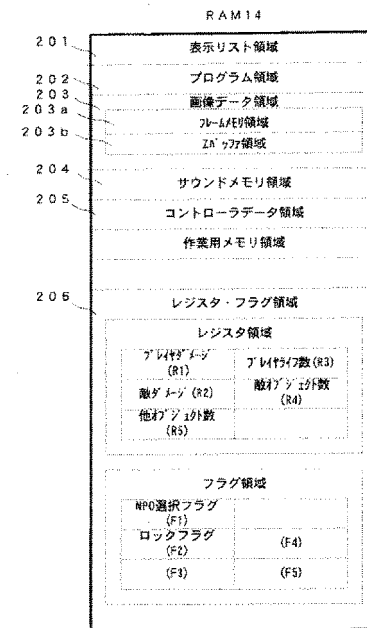 RAM14
201
表示リスト領域
202
プログラム領域
203
画像データ領域
203a
フレームメモリ領域
203b
Zバッファ領域
204
サウンドメモリ領域
205
コントローラデータ領域
作業用メモリ領域
206
レジスタ・フラグ領域
レジスタ領域
プレイヤダメージ
(R1)
プレイヤライフ数(R3)
敵ダメージ(R2)
敵オブジェクト数
(R4)
他オブジェクト数
(R5)
フラグ領域
NPO選択フラグ
(F1)
ロックフラグ
(F2)
(F4)
(F3)
(F5)